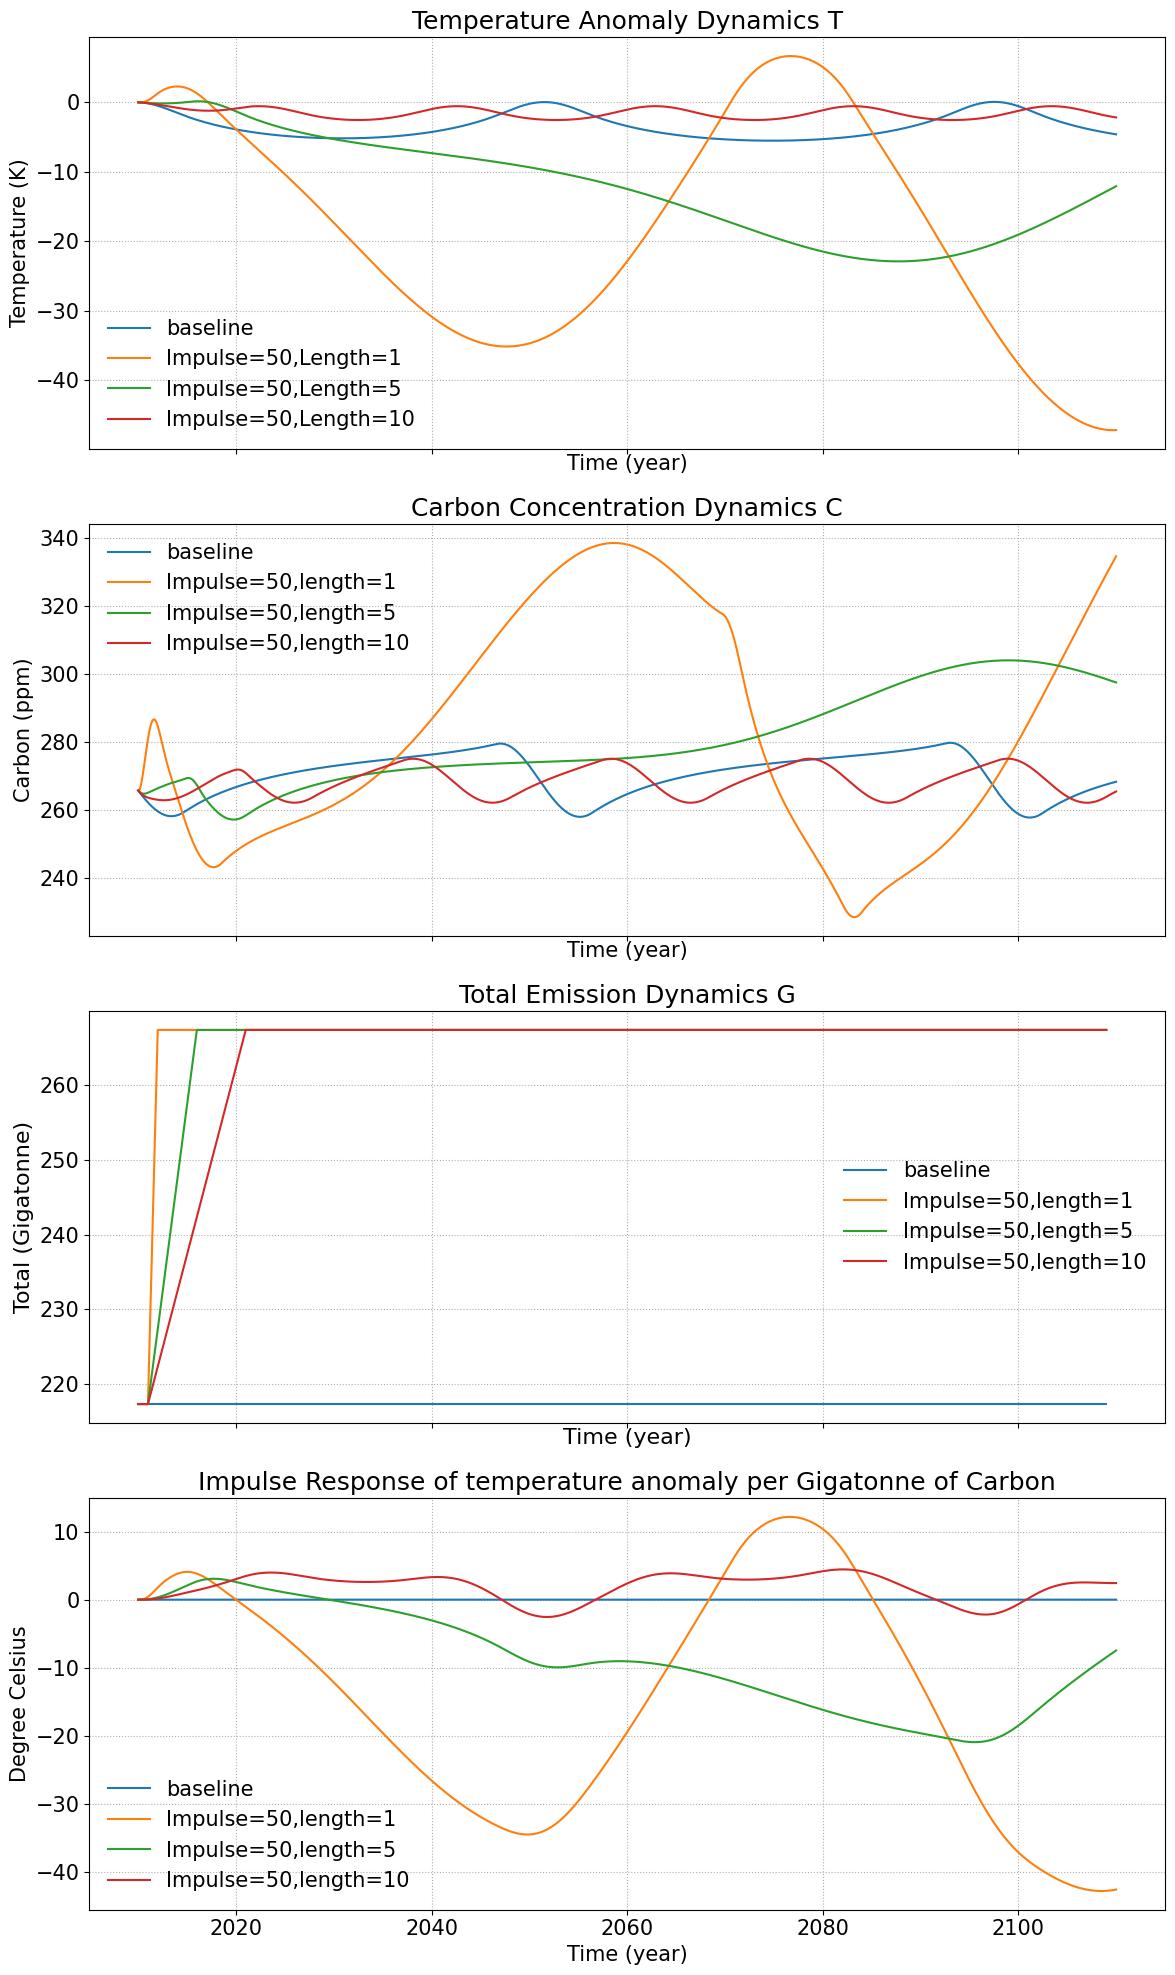 Temperature Anomaly Dynamics T
Temperature (K)
0
−10
−20
−30
−40
baseline
Impulse=50,Length=1
Impulse=50,Length=5
Impulse=50,Length=10
Time (year)
Carbon Concentration Dynamics C
Carbon (ppm)
340
320
300
280
260
240
baseline
Impulse=50,length=1
Impulse=50,length=5
Impulse=50,length=10
Time (year)
Total Emission Dynamics G
Total (Gigatonne)
260
250
240
230
220
baseline
Impulse=50,length=1
Impulse=50,length=5
Impulse=50,length=10
Time (year)
Impulse Response of temperature anomaly per Gigatonne of Carbon
Degree Celsius
10
0
−10
−20
−30
−40
baseline
Impulse=50,length=1
Impulse=50,length=5
Impulse=50,length=10
2020 2040 2060 2080 2100
Time (year)